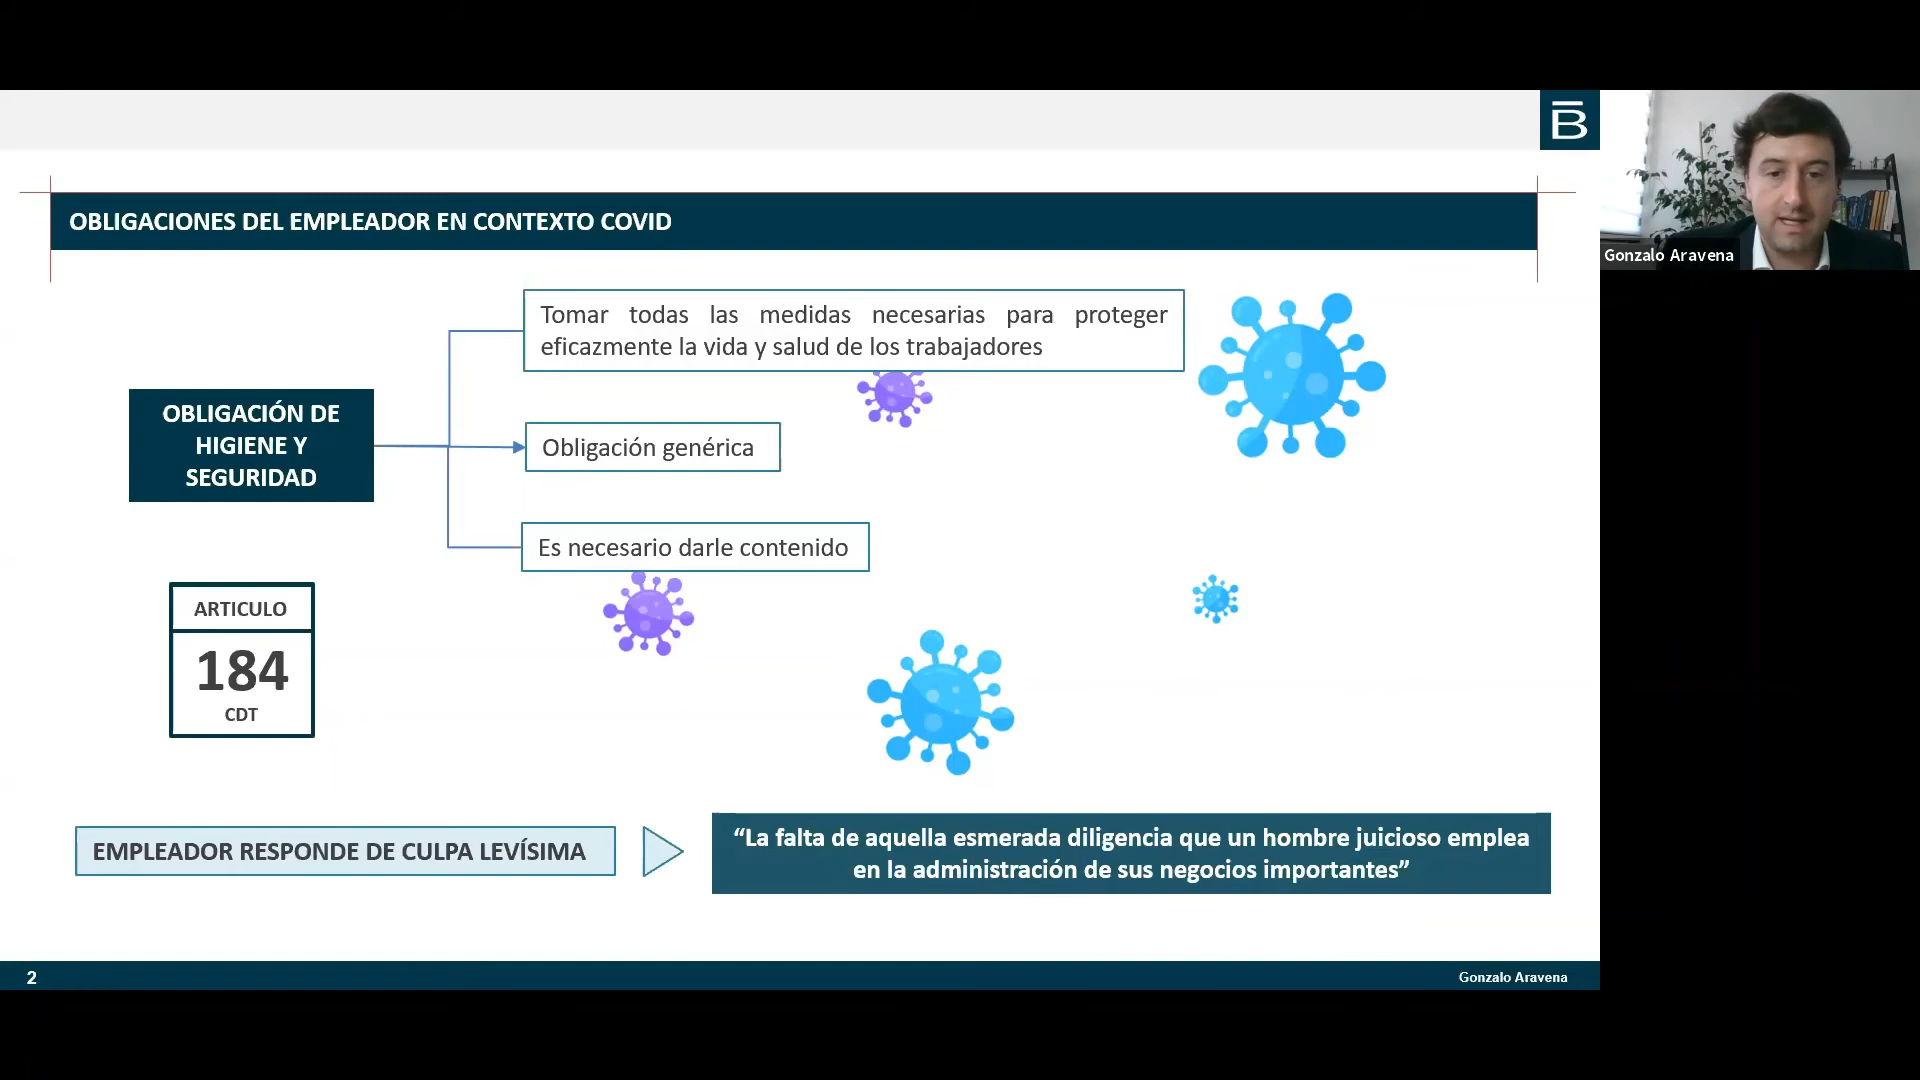 B
Gonzalo Aravena
OBLIGACIONES DEL EMPLEADOR EN CONTEXTO COVID
Tomar todas las medidas necesarias para proteger
eficazmente la vida y salud de los trabajadores
OBLIGACIÓN DE
HIGIENE Y
SEGURIDAD
Obligación genérica
Es necesario darle contenido
ARTICULO
184
CDT
EMPLEADOR RESPONDE DE CULPA LEVÍSIMA
“La falta de aquella esmerada diligencia que un hombre juicioso emplea
en la administración de sus negocios importantes”
2
Gonzalo Aravena